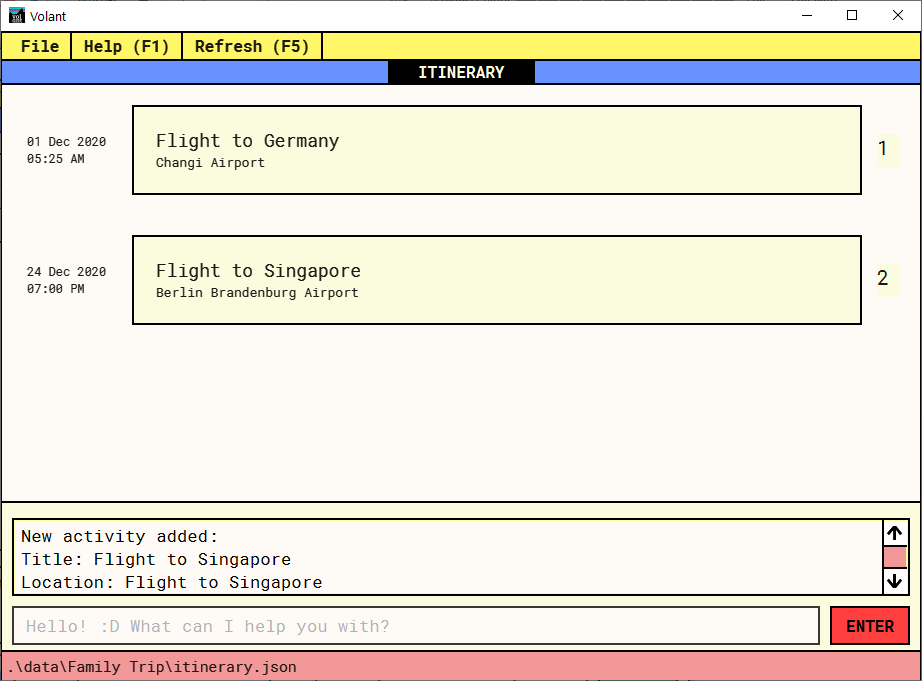 Volant
File Help (F1) Refresh (F5)
ITINERARY
01 Dec 2020
05:25 AM
Flight to Germany
Changi Airport
1
24 Dec 2020
07:00 PM
Flight to Singapore
Berlin Brandenburg Airport
2
New activity added:
Title: Flight to Singapore
Location: Flight to Singapore
Hello! :D What can I help you with?
ENTER
.\data\Family Trip\itinerary.json